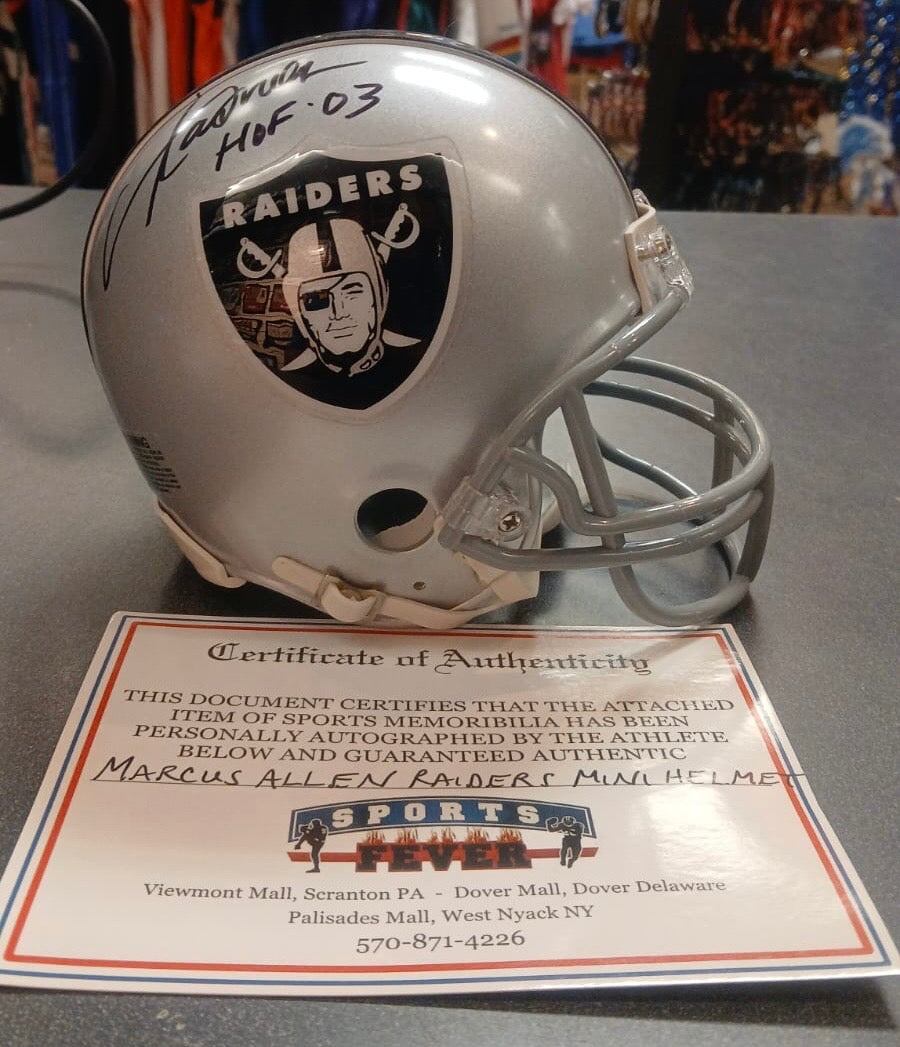 HOF '03
RAIDERS
Certificate of Authenticity
THIS DOCUMENT CERTIFIES THAT THE ATTACHED
ITEM OF SPORTS MEMORIBILIA HAS BEEN
PERSONALLY AUTOGRAPHED BY THE ATHLETE
BELOW AND GUARANTEED AUTHENTIC
MARCUS ALLEN RAIDERS MINI HELMET
SPORTS
FEVER
Viewmont Mall, Scranton PA - Dover Mall, Dover Delaware
Palisades Mall, West Nyack NY
570-871-4226